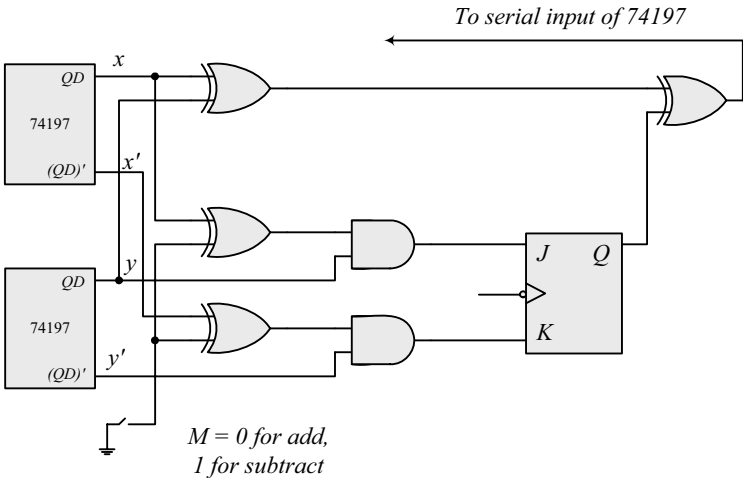 To serial input of 74197
x
QD
74197
(QD)'
x'
y
QD
74197
(QD)'
y'
J
Q
K
M = 0 for add,
1 for subtract